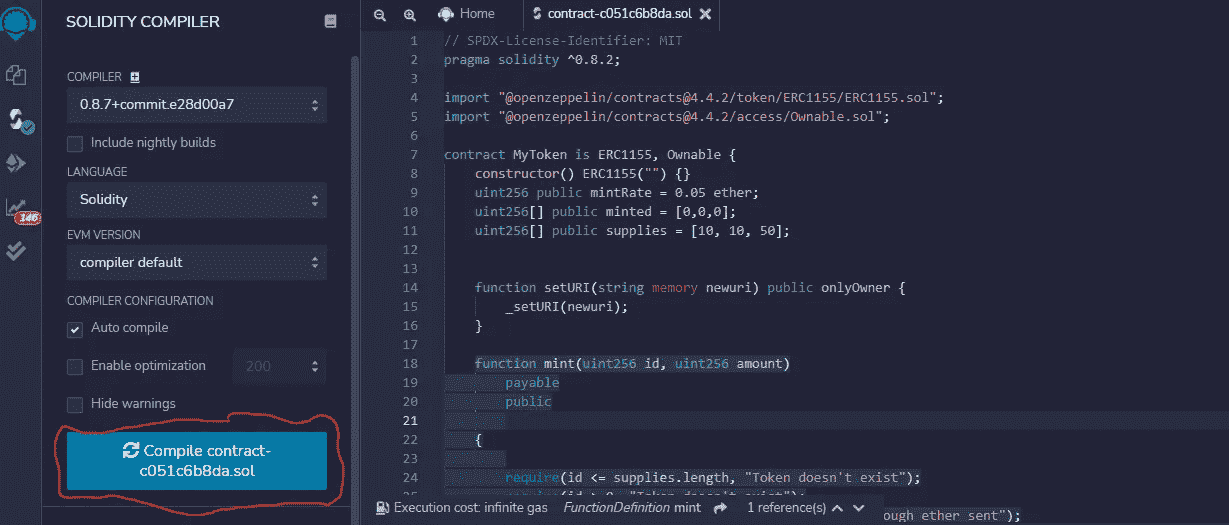 SOLIDITY COMPILER
COMPILER
0.8.7+commit.e28d00a7
Include nightly builds
LANGUAGE
Solidity
EVM VERSION
compiler default
COMPILER CONFIGURATION
Auto compile
Enable optimization 200
Hide warnings
Compile contract-
c051c6b8da.sol
146
Home
contract-c051c6b8da.sol
1 // SPDX-License-Identifier: MIT
2 pragma solidity ^0.8.2;
3
4 import "@openzeppelin/contracts@4.4.2/token/ERC1155/ERC1155.sol";
5 import "@openzeppelin/contracts@4.4.2/access/Ownable.sol";
6
7 contract MyToken is ERC1155, Ownable {
8 constructor() ERC1155("") {}
9 uint256 public mintRate = 0.05 ether;
10 uint256[] public minted = [0,0,0];
11 uint256[] public supplies = [10, 10, 50];
12
13
14 function setURI(string memory newuri) public onlyOwner {
15 _setURI(newuri);
16 }
17
18 function mint(uint256 id, uint256 amount)
19 payable
20 public
21
22 {
23
24 require(id <= supplies.length, "Token doesn't exist");
Execution cost: infinite gas FunctionDefinition mint 1 reference(s)
ough ether sent");